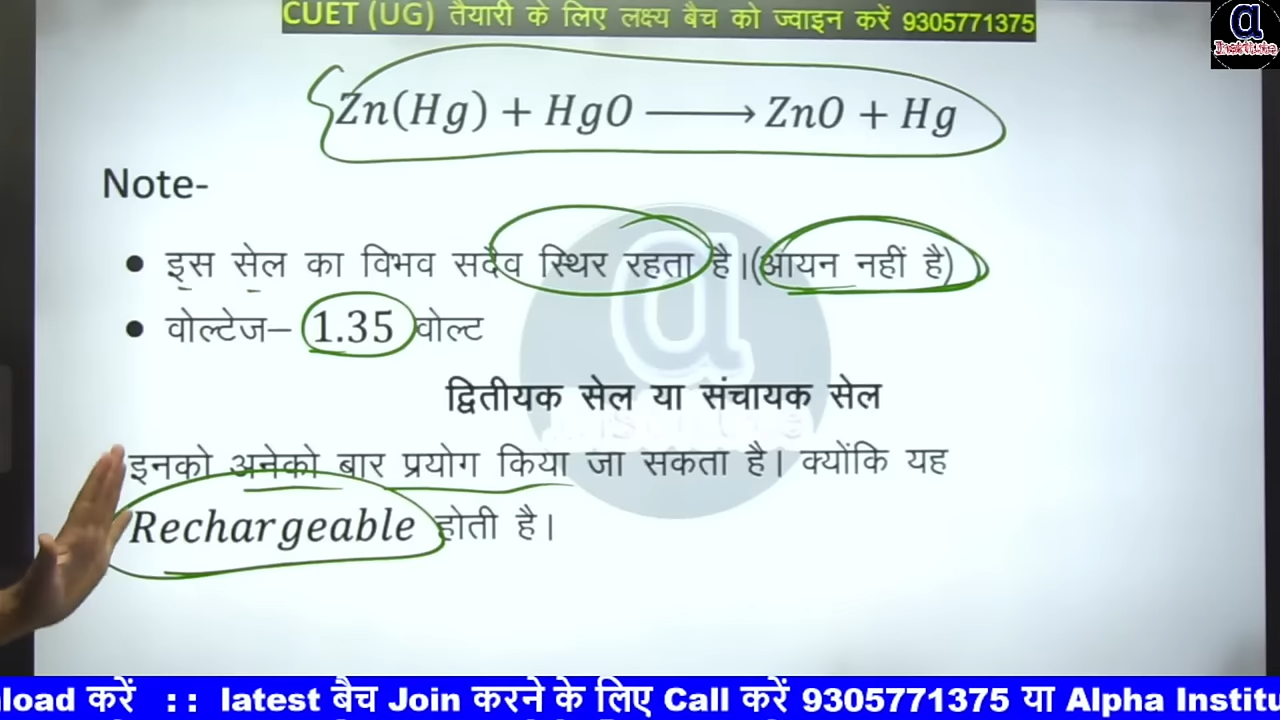 CUET (UG) तैयारी के लिए लक्ष्य बैच को ज्वाइन करें 9305771375
a
Institute
Zn(Hg) + HgO ⟶ ZnO + Hg
Note-
• इस सेल का विभव सदैव स्थिर रहता है।(आयन नहीं है)
• वोल्टेज– 1.35 वोल्ट
द्वितीयक सेल या संचायक सेल
इनको अनेको बार प्रयोग किया जा सकता है। क्योंकि यह
Rechargeable होती है।
load करें :: latest बैच Join करने के लिए Call करें 9305771375 या Alpha Institu